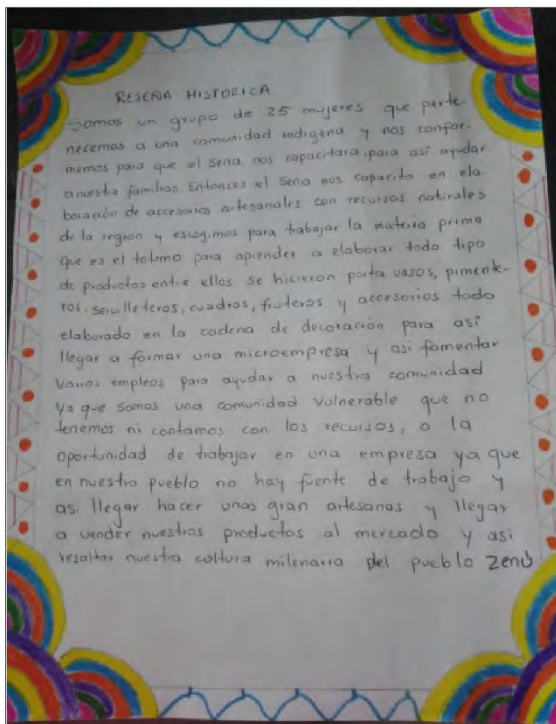 RESEÑA HISTORICA
Somos un grupo de 25 mujeres que perte-
necemos a una comunidad indigena y nos confor-
memos para que el Sena nos capacitara, para asi ayudar
a nuestra familias. Entonces el Sena nos capacito en ela-
boración de accesorios artesanales con recursos naturales
de la region y escogimos para trabajar la materia prima
que es el totumo para aprender a elaborar todo tipo
de productos entre ellos se hicieron porta vasos, pimente-
ros, servilleteros, cuadros, fruteros y accesorios todo
elaborado en la cadena de decoración para asi
llegar a formar una microempresa y asi fomentar
varios empleos para ayudar a nuestra comunidad
Ya que somos una comunidad vulnerable que no
tenemos ni contamos con los recursos, o la
oportunidad de trabajar en una empresa ya que
en nuestro pueblo no hay fuente de trabajo y
asi llegar hacer unas gran artesanas y llegar
a vender nuestros productos al mercado y asi
resaltar nuestra cultura milenaria del pueblo Zenú